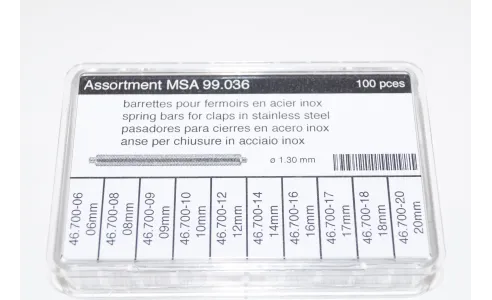 Assortment MSA 99.036 100 pces
barrettes pour fermoirs en acier inox
spring bars for claps in stainless steel
pasadores para cierres en acero inox
anse per chiusure in acciaio inox
ø 1.30 mm
46.700-06
06mm
46.700-08
08mm
46.700-09
09mm
46.700-10
10mm
46.700-12
12mm
46.700-14
14mm
46.700-16
16mm
46.700-17
17mm
46.700-18
18mm
46.700-20
20mm